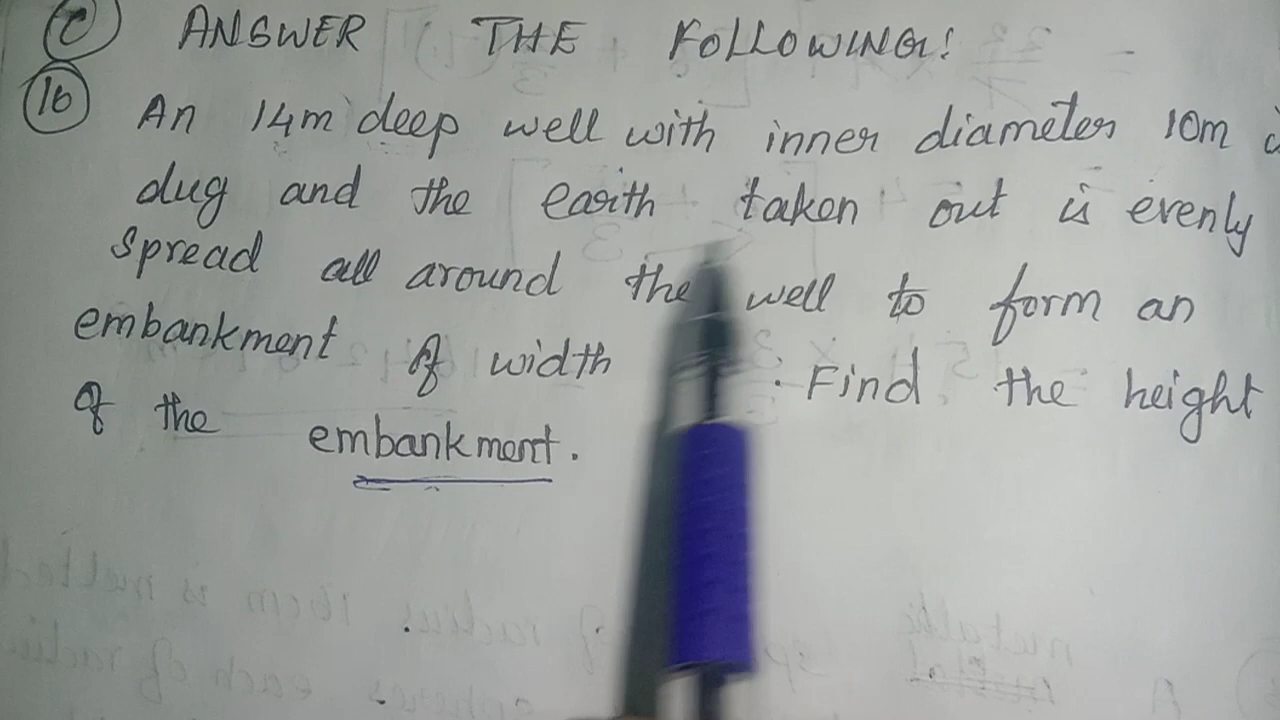 C ANSWER THE FOLLOWING!
16 An 14m deep well with inner diameter 10m
dug and the earth taken out is evenly
spread all around the well to form an
embankment of width . Find the height
of the embankment.